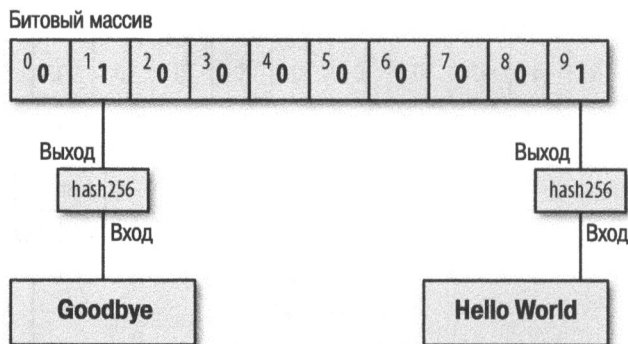 Битовый массив
0 0 1 1 2 0 3 0 4 0 5 0 6 0 7 0 8 0 9 1
Выход Выход
hash256 hash256
Вход Вход
Goodbye Hello World